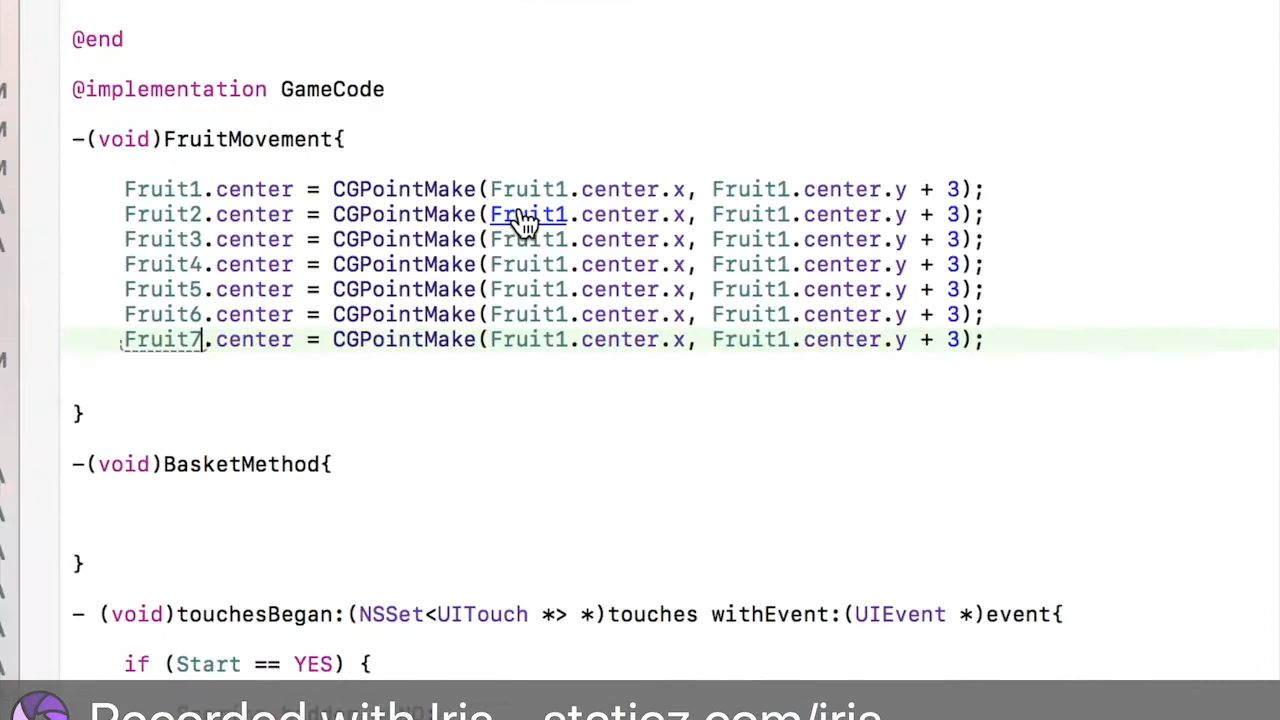 @end
@implementation GameCode
-(void)FruitMovement{
Fruit1.center = CGPointMake(Fruit1.center.x, Fruit1.center.y + 3);
Fruit2.center = CGPointMake(Fruit1.center.x, Fruit1.center.y + 3);
Fruit3.center = CGPointMake(Fruit1.center.x, Fruit1.center.y + 3);
Fruit4.center = CGPointMake(Fruit1.center.x, Fruit1.center.y + 3);
Fruit5.center = CGPointMake(Fruit1.center.x, Fruit1.center.y + 3);
Fruit6.center = CGPointMake(Fruit1.center.x, Fruit1.center.y + 3);
Fruit7.center = CGPointMake(Fruit1.center.x, Fruit1.center.y + 3);
}
-(void)BasketMethod{
}
- (void)touchesBegan:(NSSet<UITouch *> *)touches withEvent:(UIEvent *)event{
if (Start == YES) {
Recorded with Iris